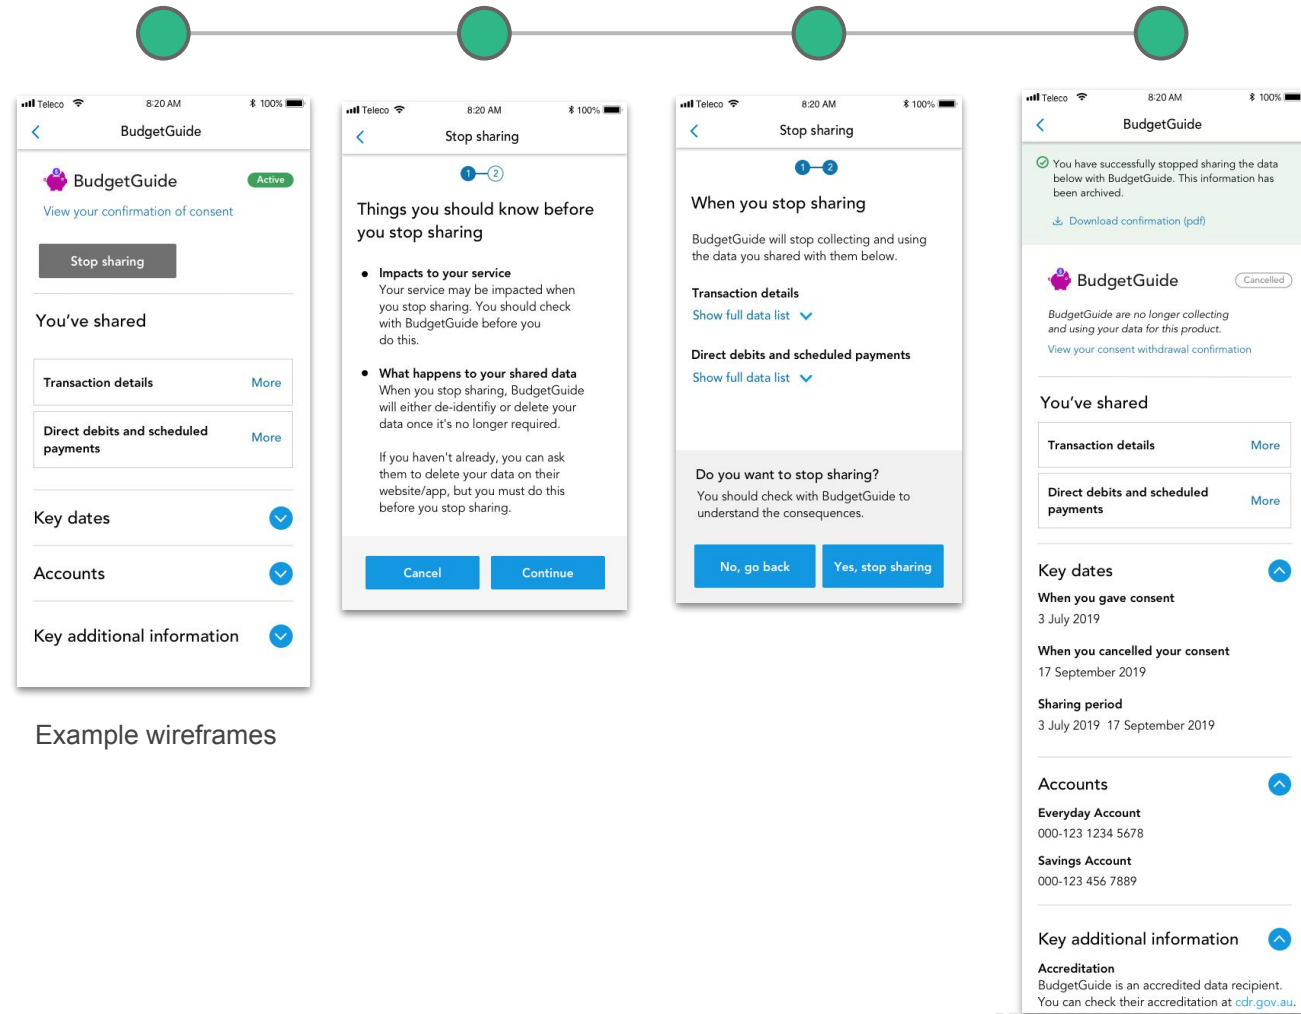 Teleco 8:20 AM 100%
BudgetGuide
BudgetGuide Active
View your confirmation of consent
Stop sharing
You've shared
Transaction details More
Direct debits and scheduled
payments More
Key dates
Accounts
Key additional information
Example wireframes
Teleco 8:20 AM 100%
Stop sharing
1 2
Things you should know before
you stop sharing
Impacts to your service
Your service may be impacted when
you stop sharing. You should check
with BudgetGuide before you
do this.
What happens to your shared data
When you stop sharing, BudgetGuide
will either de-identifiy or delete your
data once it's no longer required.
If you haven't already, you can ask
them to delete your data on their
website/app, but you must do this
before you stop sharing.
Cancel Continue
Teleco 8:20 AM 100%
Stop sharing
1 2
When you stop sharing
BudgetGuide will stop collecting and using
the data you shared with them below.
Transaction details
Show full data list
Direct debits and scheduled payments
Show full data list
Do you want to stop sharing?
You should check with BudgetGuide to
understand the consequences.
No, go back Yes, stop sharing
Teleco 8:20 AM 100%
BudgetGuide
You have successfully stopped sharing the data
below with BudgetGuide. This information has
been archived.
Download confirmation (pdf)
BudgetGuide Cancelled
BudgetGuide are no longer collecting
and using your data for this product.
View your consent withdrawal confirmation
You've shared
Transaction details More
Direct debits and scheduled
payments More
Key dates
When you gave consent
3 July 2019
When you cancelled your consent
17 September 2019
Sharing period
3 July 2019 17 September 2019
Accounts
Everyday Account
000-123 1234 5678
Savings Account
000-123 456 7889
Key additional information
Accreditation
BudgetGuide is an accredited data recipient.
You can check their accreditation at cdr.gov.au.